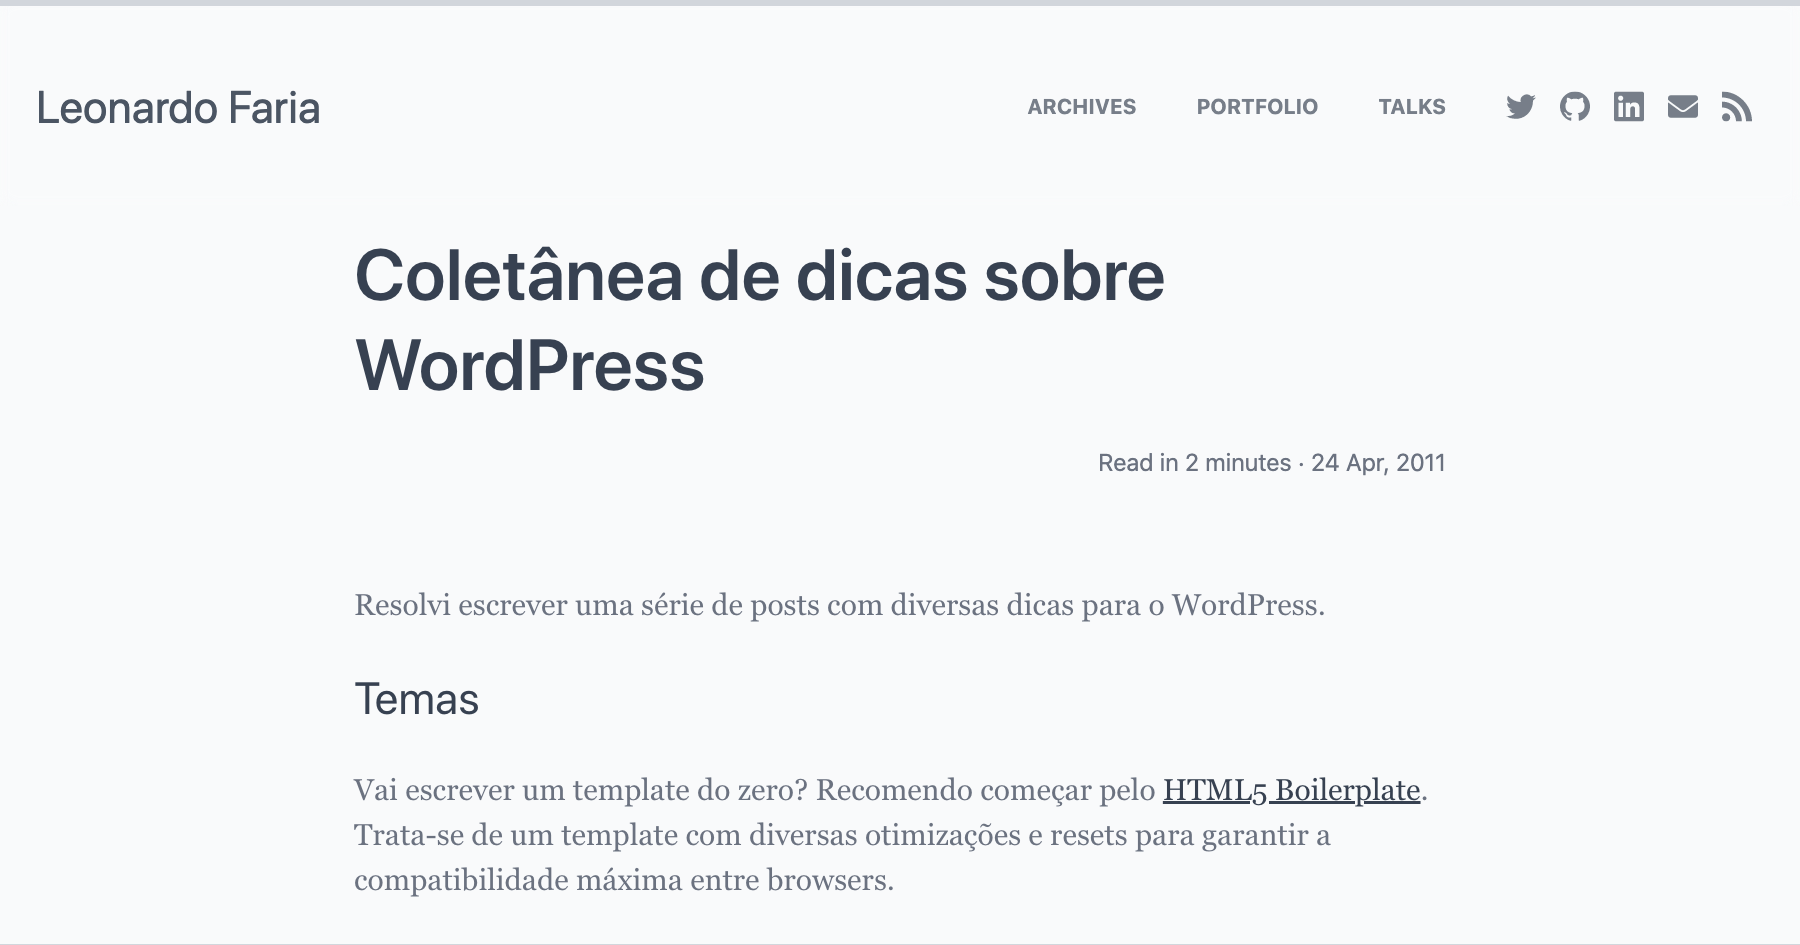 Leonardo Faria
ARCHIVES PORTFOLIO TALKS
Coletânea de dicas sobre
WordPress
Read in 2 minutes · 24 Apr, 2011
Resolvi escrever uma série de posts com diversas dicas para o WordPress.
Temas
Vai escrever um template do zero? Recomendo começar pelo HTML5 Boilerplate.
Trata-se de um template com diversas otimizações e resets para garantir a
compatibilidade máxima entre browsers.